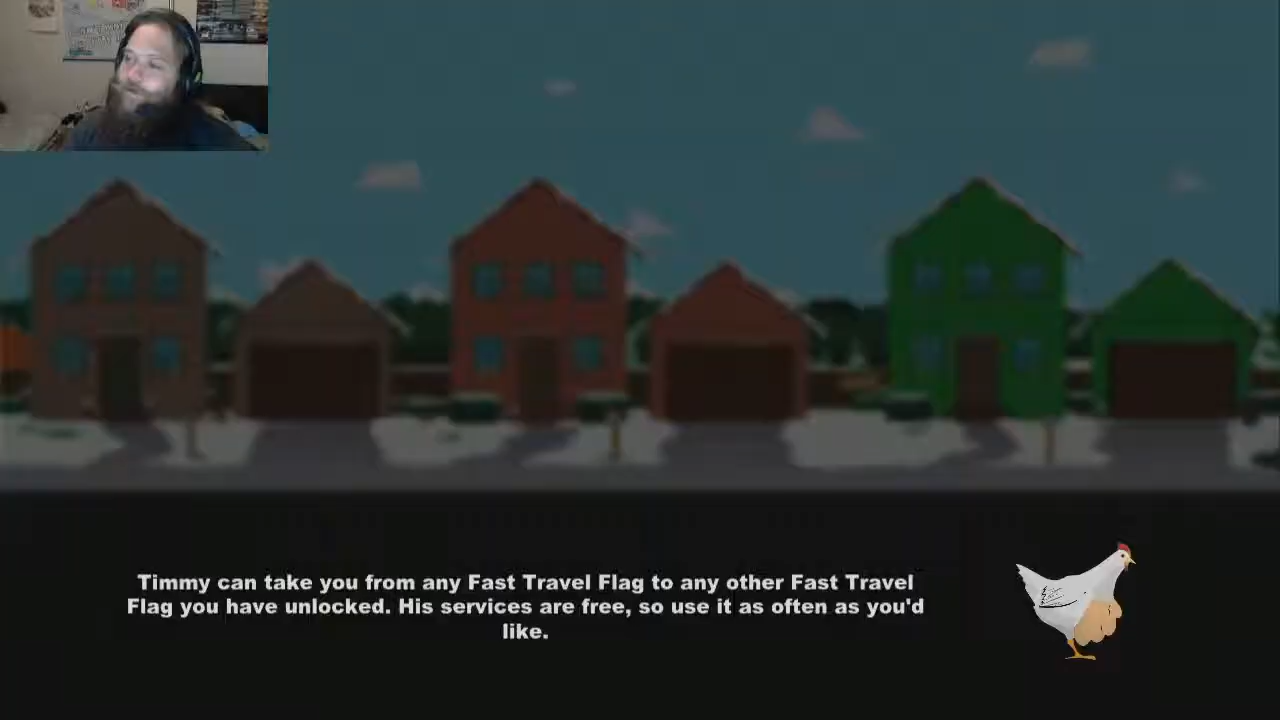 Timmy can take you from any Fast Travel Flag to any other Fast Travel
Flag you have unlocked. His services are free, so use it as often as you'd
like.